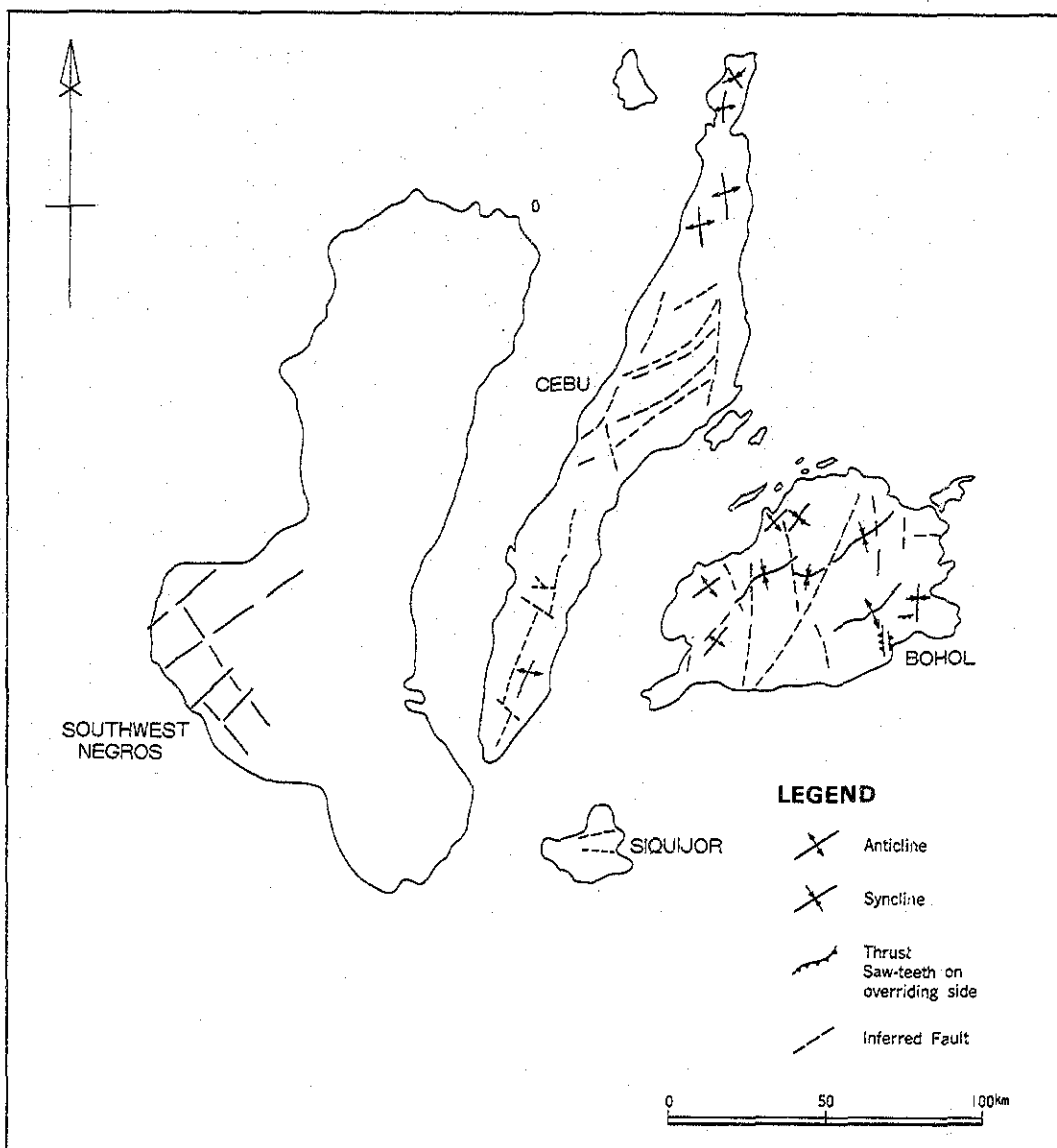 CEBU
BOHOL
SOUTHWEST
NEGROS
SIQUIJOR
LEGEND
Anticline
Syncline
Thrust
Saw-teeth on
overriding side
Inferred Fault
0 50 100km